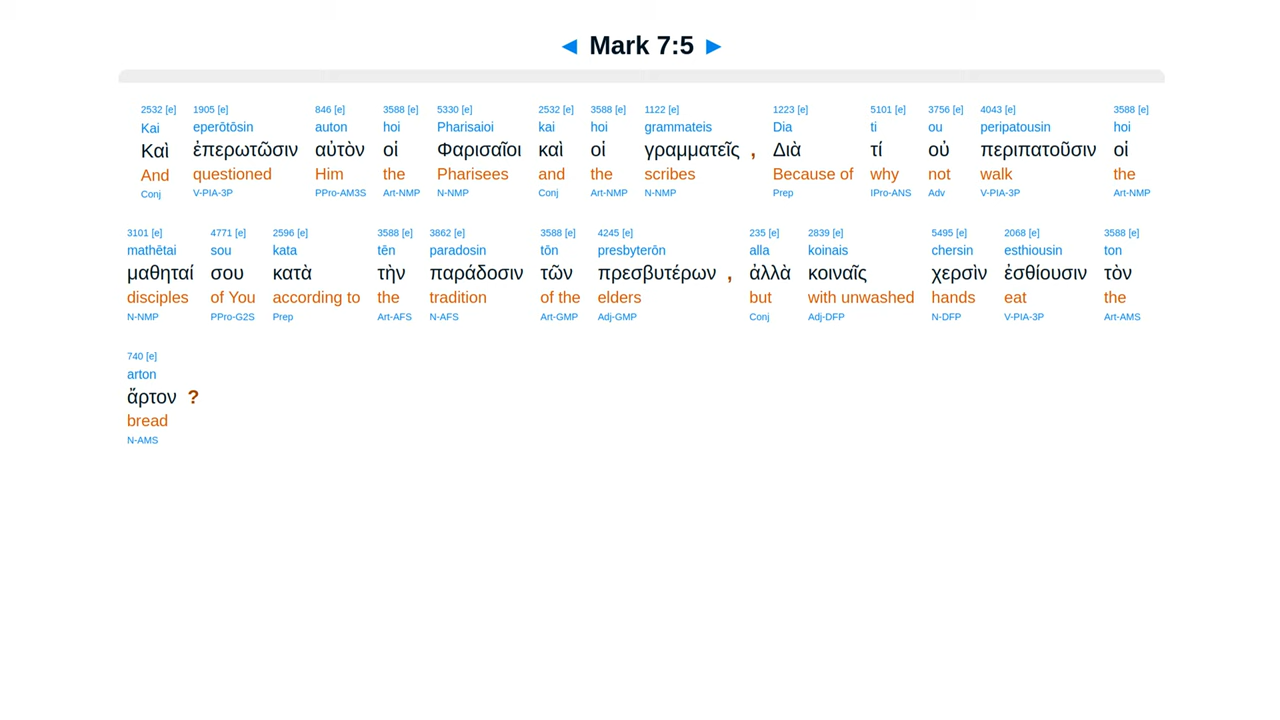 ◄ Mark 7:5 ►
2532 [e] 1905 [e] 846 [e] 3588 [e] 5330 [e] 2532 [e] 3588 [e] 1122 [e] 1223 [e] 5101 [e] 3756 [e] 4043 [e] 3588 [e]
Kai eperōtōsin auton hoi Pharisaioi kai hoi grammateis Dia ti ou peripatousin hoi
Καὶ ἐπερωτῶσιν αὐτὸν οἱ Φαρισαῖοι καὶ οἱ γραμματεῖς , Διὰ τί οὐ περιπατοῦσιν οἱ
And questioned Him the Pharisees and the scribes Because of why not walk the
Conj V-PIA-3P PPro-AM3S Art-NMP N-NMP Conj Art-NMP N-NMP Prep IPro-ANS Adv V-PIA-3P Art-NMP
3101 [e] 4771 [e] 2596 [e] 3588 [e] 3862 [e] 3588 [e] 4245 [e] 235 [e] 2839 [e] 5495 [e] 2068 [e] 3588 [e]
mathētai sou kata tēn paradosin tōn presbyterōn alla koinais chersin esthiousin ton
μαθηταί σου κατὰ τὴν παράδοσιν τῶν πρεσβυτέρων , ἀλλὰ κοιναῖς χερσὶν ἐσθίουσιν τὸν
disciples of You according to the tradition of the elders but with unwashed hands eat the
N-NMP PPro-G2S Prep Art-AFS N-AFS Art-GMP Adj-GMP Conj Adj-DFP N-DFP V-PIA-3P Art-AMS
740 [e]
arton
ἄρτον ?
bread
N-AMS